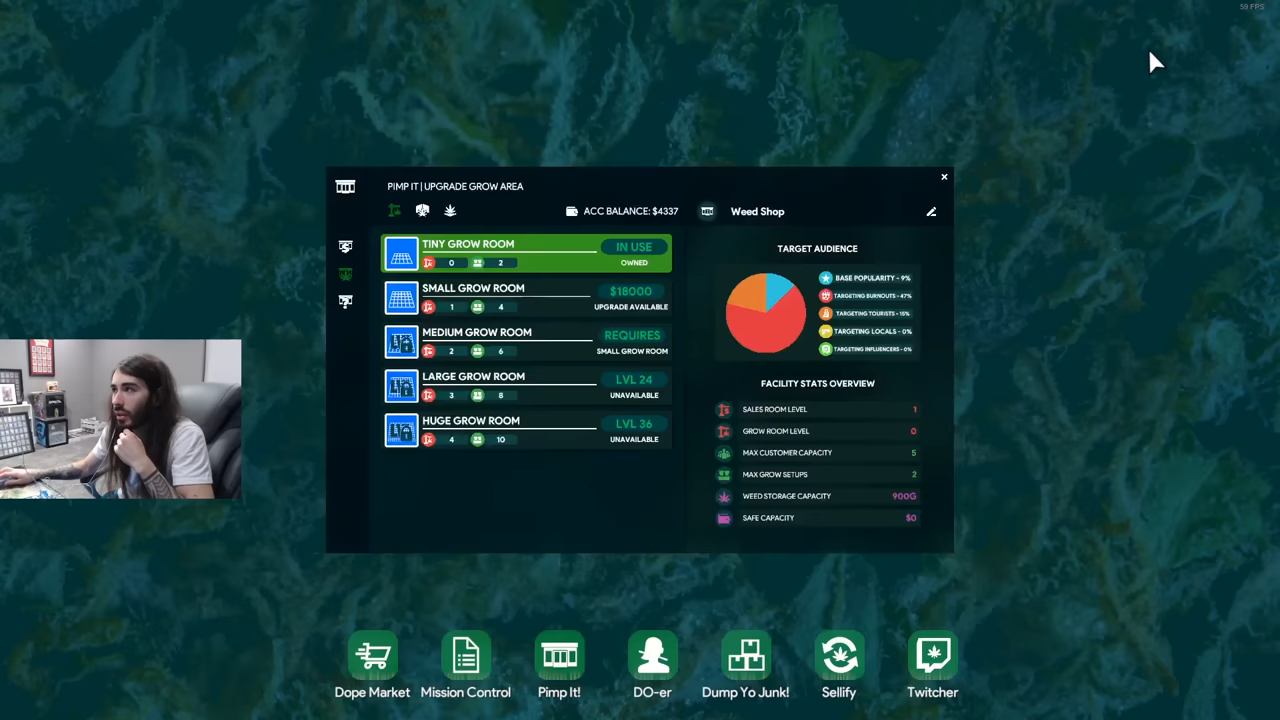 59 FPS
PIMP IT | UPGRADE GROW AREA
ACC BALANCE: $4337
Weed Shop
TINY GROW ROOM
IN USE
0 2
OWNED
SMALL GROW ROOM
$18000
1 4
UPGRADE AVAILABLE
MEDIUM GROW ROOM
REQUIRES
2 6
SMALL GROW ROOM
LARGE GROW ROOM
LVL 24
3 8
UNAVAILABLE
HUGE GROW ROOM
LVL 36
4 10
UNAVAILABLE
TARGET AUDIENCE
BASE POPULARITY - 9%
TARGETING BURNOUTS - 47%
TARGETING TOURISTS - 15%
TARGETING LOCALS - 0%
TARGETING INFLUENCERS - 0%
FACILITY STATS OVERVIEW
SALES ROOM LEVEL 1
GROW ROOM LEVEL 0
MAX CUSTOMER CAPACITY 5
MAX GROW SETUPS 2
WEED STORAGE CAPACITY 900G
SAFE CAPACITY $0
Dope Market
Mission Control
Pimp It!
DO-er
Dump Yo Junk!
Sellify
Twitcher